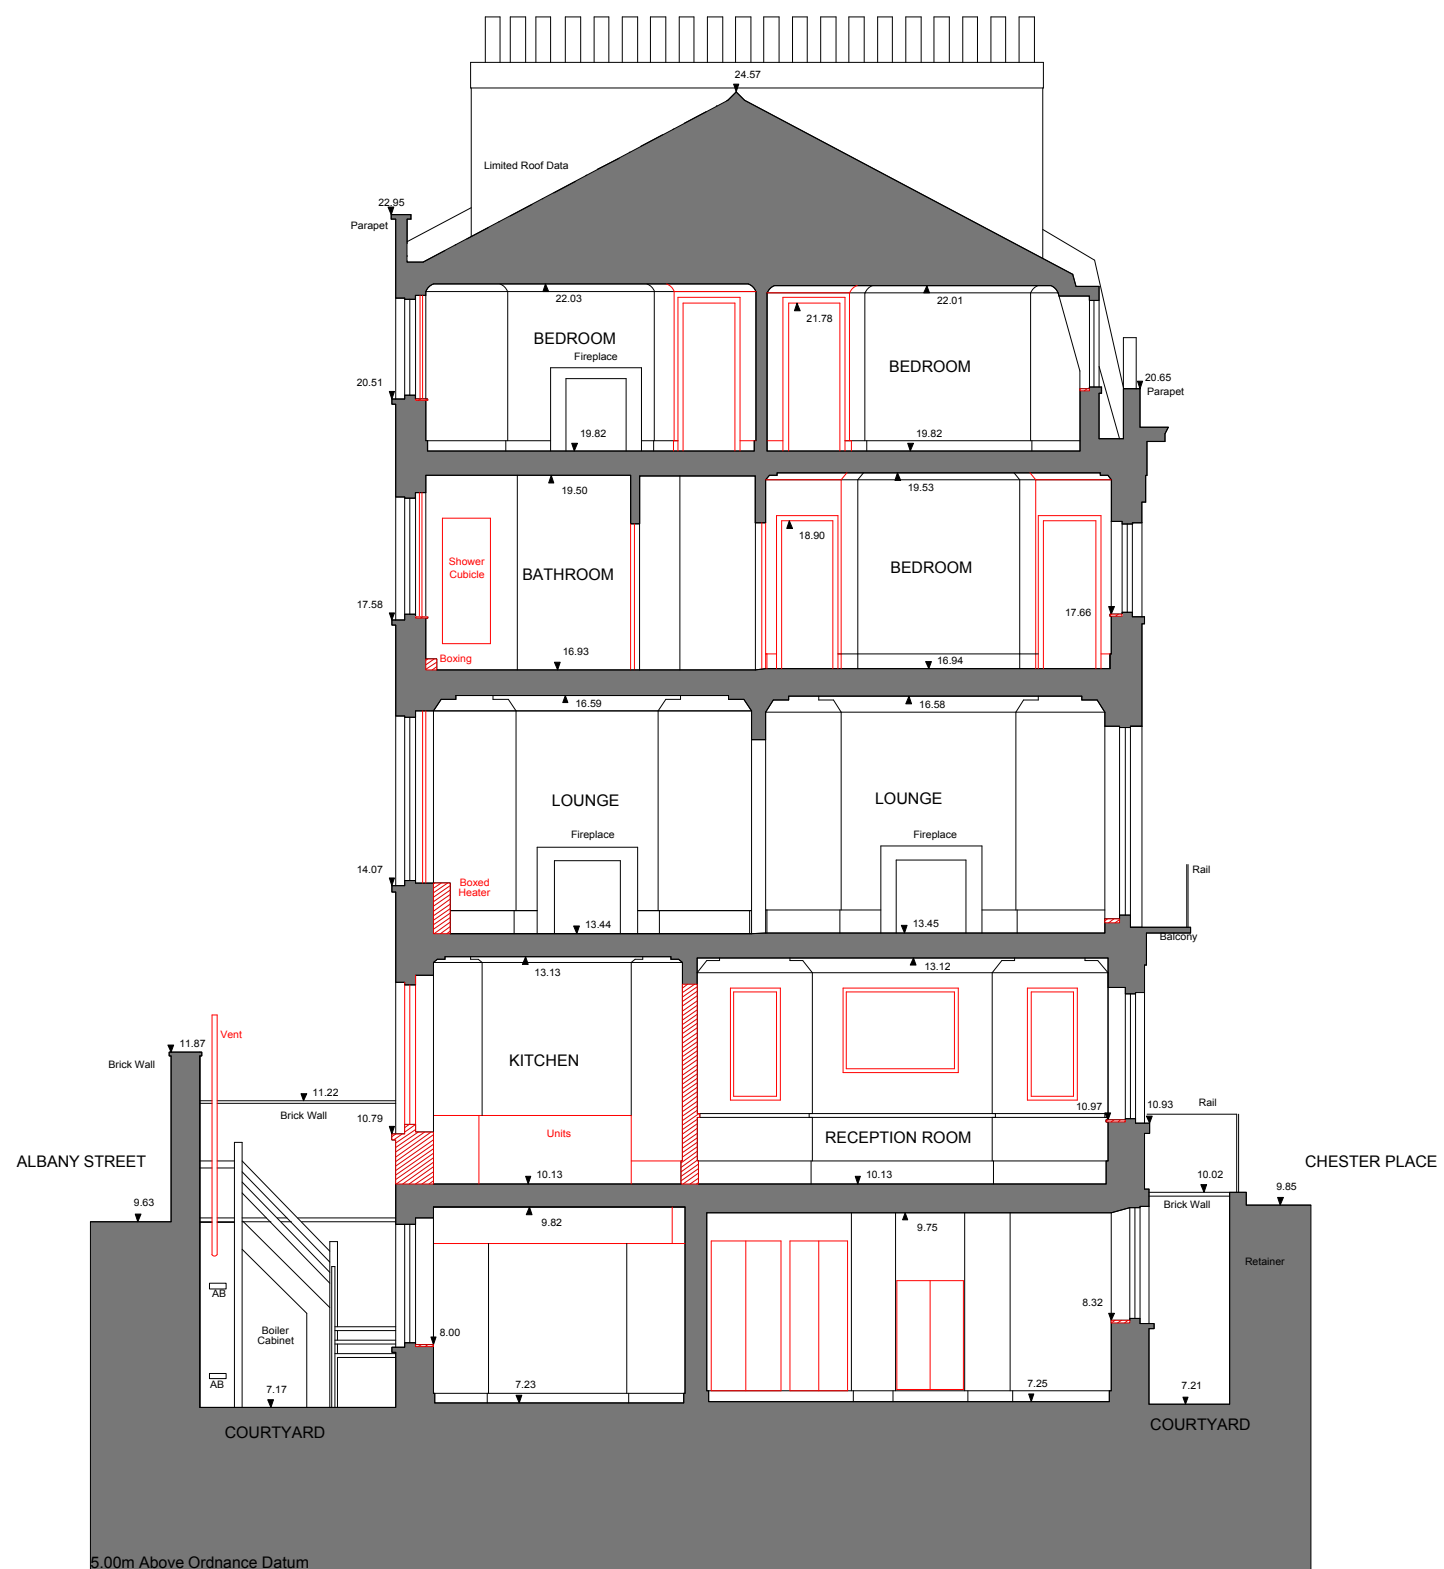 24.57
Limited Roof Data
22.95
Parapet
22.03
22.01
21.78
BEDROOM
Fireplace
BEDROOM
20.51
20.65
Parapet
19.82
19.82
19.50
19.53
18.90
Shower
Cubicle
BATHROOM
BEDROOM
17.58
17.66
Boxing
16.93
16.94
16.59
16.58
LOUNGE
LOUNGE
Fireplace
Fireplace
14.07
Boxed
Heater
Rail
13.44
13.45
Balcony
13.13
13.12
Vent
11.87
Brick Wall
KITCHEN
11.22
Brick Wall
10.79
10.97
10.93
Rail
Units
RECEPTION ROOM
ALBANY STREET
CHESTER PLACE
10.13
10.13
10.02
Brick Wall
9.63
9.85
9.82
9.75
Retainer
AB
8.32
Boiler
Cabinet
8.00
AB
7.17
7.23
7.25
7.21
COURTYARD
COURTYARD
5.00m Above Ordnance Datum